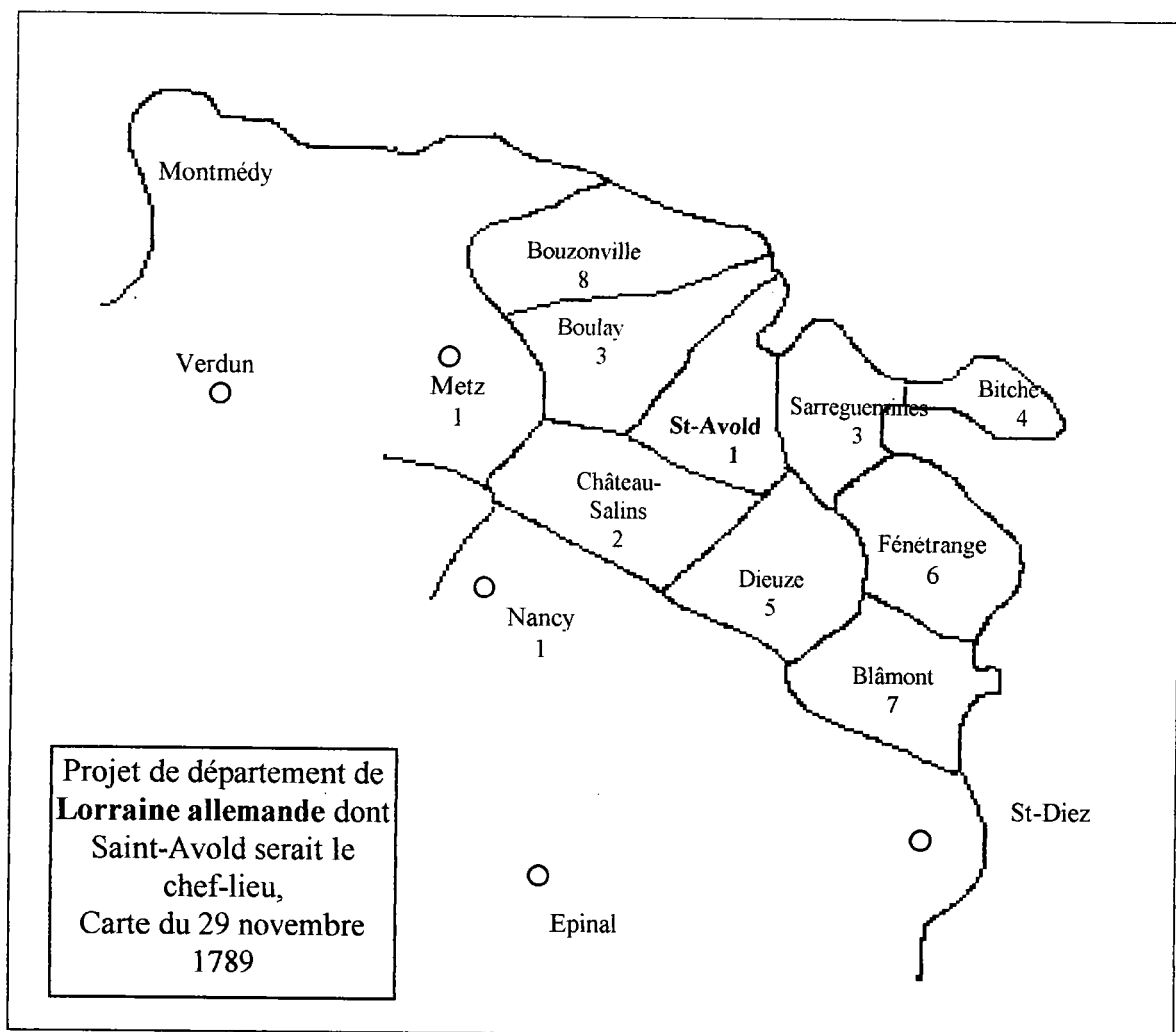 Montmédy
Bouzonville
8
Boulay
3
Verdun
Metz
1
St-Avold
1
Sarreguemines
3
Bitche
4
Château-
Salins
2
Fénétrange
6
Dieuze
5
Nancy
1
Blâmont
7
St-Diez
Epinal
Projet de département de
Lorraine allemande dont
Saint-Avold serait le
chef-lieu,
Carte du 29 novembre
1789